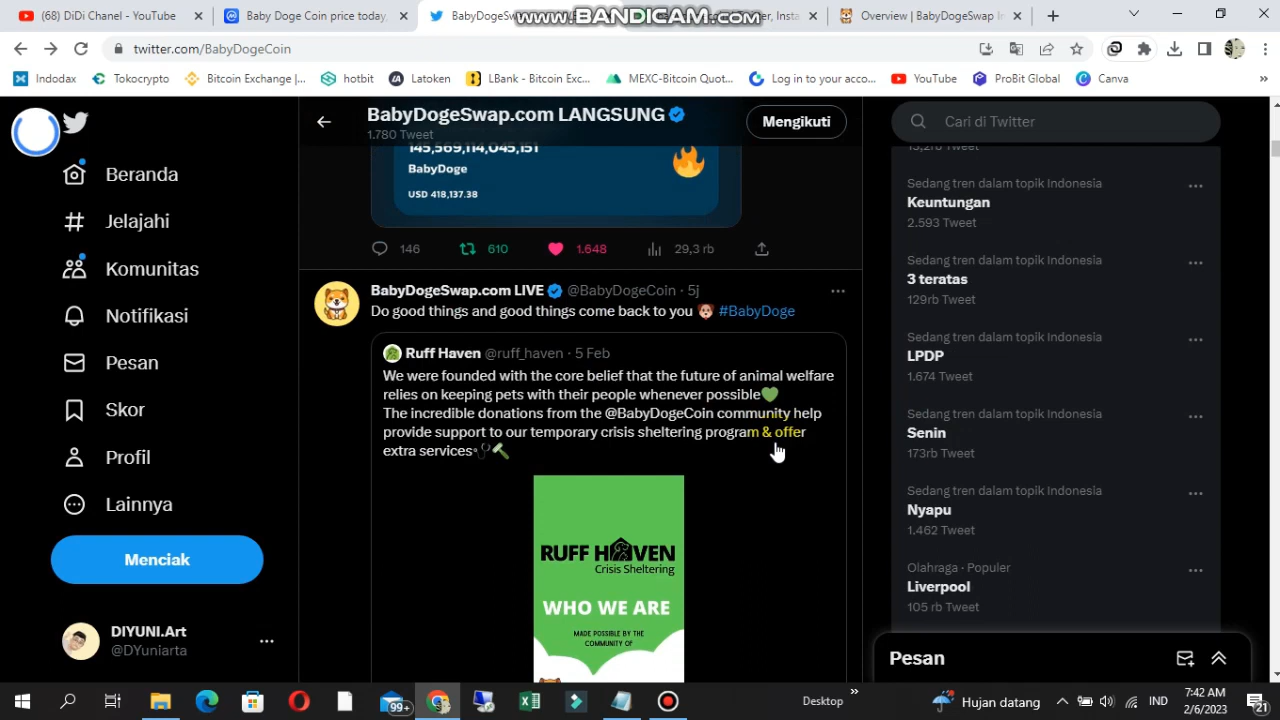 (68) DiDi Channel - YouTube
Baby Doge Coin price today,
BabyDogeSwap
www.BANDICAM.com
Overview | BabyDogeSwap In
twitter.com/BabyDogeCoin
Indodax
Tokocrypto
Bitcoin Exchange |...
hotbit
Latoken
LBank - Bitcoin Exc...
MEXC-Bitcoin Quot...
Log in to your acco...
YouTube
ProBit Global
Canva
»
Beranda
Jelajahi
Komunitas
Notifikasi
Pesan
Skor
Profil
Lainnya
Menciak
DIYUNI.Art
@DYuniarta
BabyDogeSwap.com LANGSUNG
1.780 Tweet
Mengikuti
145,569,114,045,151
BabyDoge
USD 418,137.38
146 610 1.648 29,3 rb
BabyDogeSwap.com LIVE @BabyDogeCoin · 5j
Do good things and good things come back to you 🐶 #BabyDoge
Ruff Haven @ruff_haven · 5 Feb
We were founded with the core belief that the future of animal welfare
relies on keeping pets with their people whenever possible💚
The incredible donations from the @BabyDogeCoin community help
provide support to our temporary crisis sheltering program & offer
extra services🩺🔨
RUFF HAVEN
Crisis Sheltering
WHO WE ARE
MADE POSSIBLE BY THE
COMMUNITY OF
Cari di Twitter
Sedang tren dalam topik Indonesia
Keuntungan
2.593 Tweet
Sedang tren dalam topik Indonesia
3 teratas
129rb Tweet
Sedang tren dalam topik Indonesia
LPDP
1.674 Tweet
Sedang tren dalam topik Indonesia
Senin
173rb Tweet
Sedang tren dalam topik Indonesia
Nyapu
1.462 Tweet
Olahraga · Populer
Liverpool
105 rb Tweet
Pesan
99+
Desktop
»
Hujan datang
IND
7:42 AM
2/6/2023
21